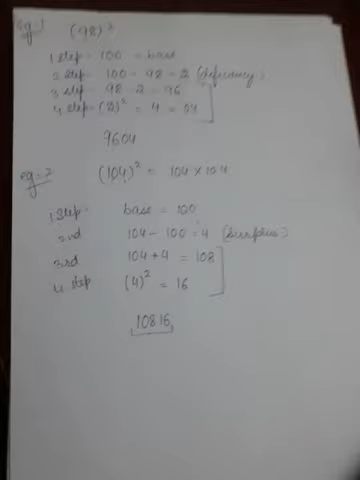 eg-1 (98)²
1 step- 100 = base
2 step- 100 - 98 = 2 (deficiency)
3 step- 98 - 2 = 96
4 step- (2)² = 4 = 04
9604
eg-2 (104)² = 104 × 104
1 step- base = 100
2nd 104 - 100 = 4 (surplus)
3rd 104 + 4 = 108
4 step (4)² = 16
10816